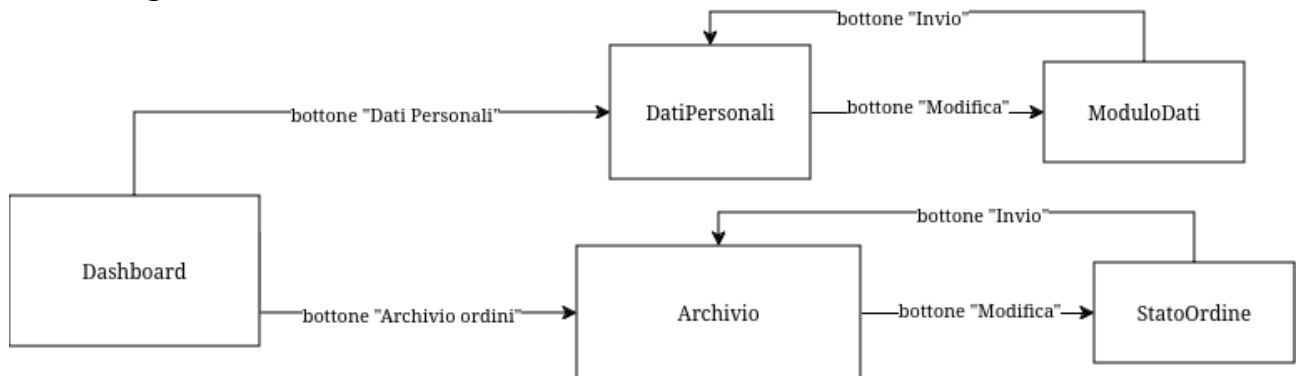 bottone "Invio"
DatiPersonali
bottone "Modifica"
ModuloDati
bottone "Dati Personali"
bottone "Invio"
Dashboard
bottone "Archivio ordini"
Archivio
bottone "Modifica"
StatoOrdine